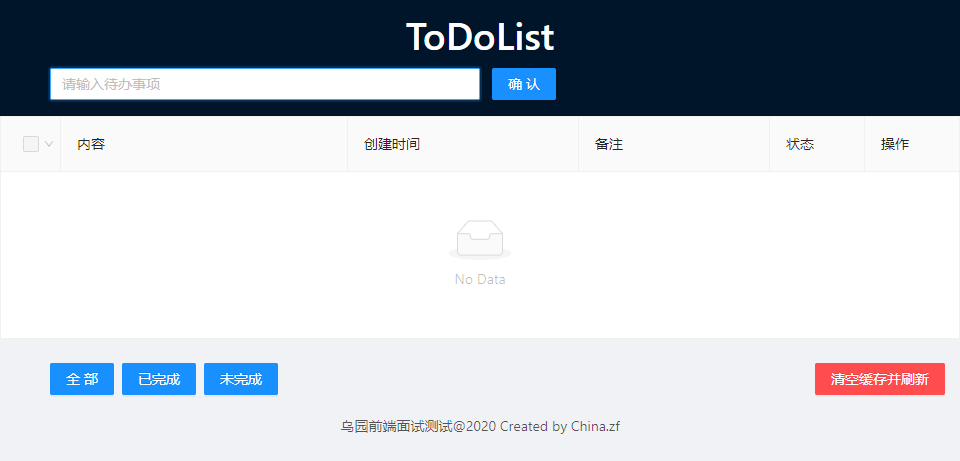 ToDoList
请输入待办事项 确 认
内容 创建时间 备注 状态 操作
No Data
全 部 已完成 未完成 清空缓存并刷新
乌园前端面试测试@2020 Created by China.zf